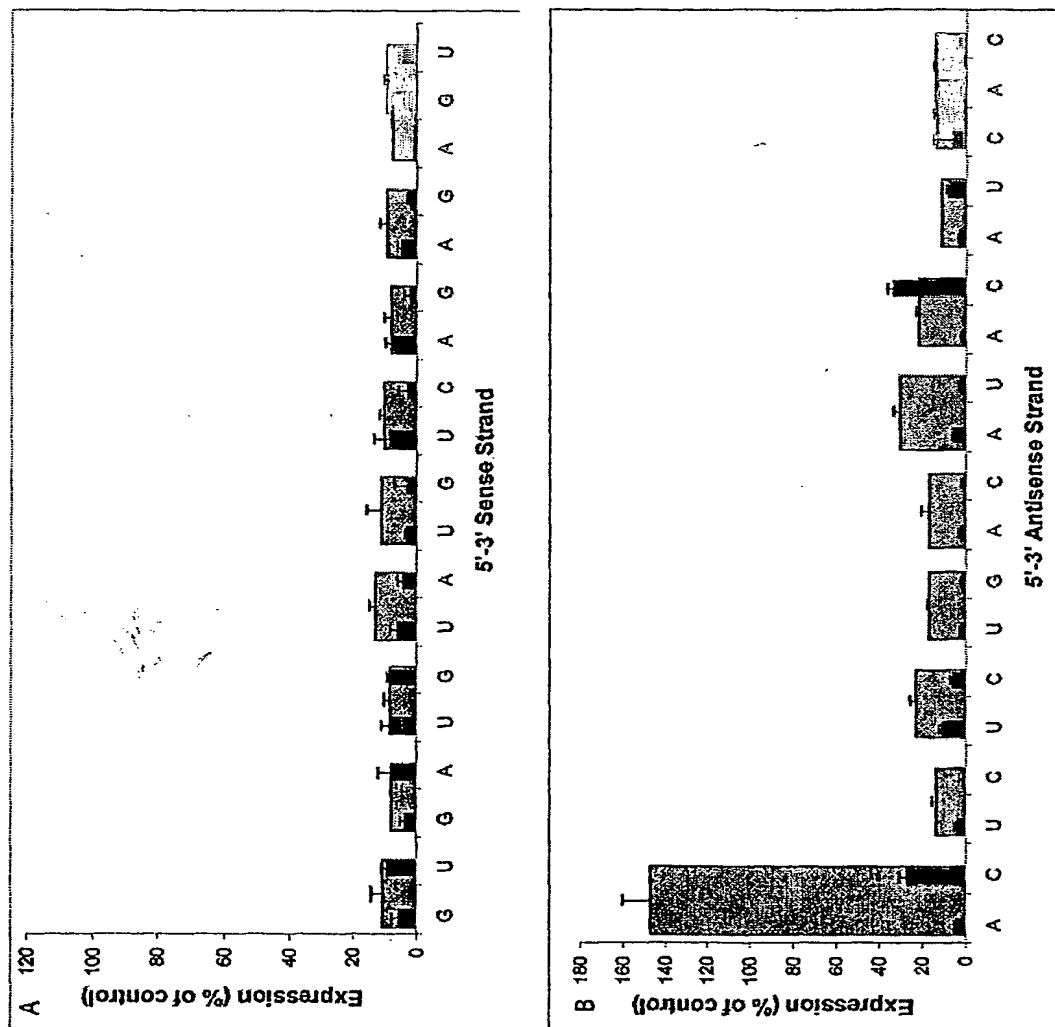 A
Expression (% of control)
120
100
80
60
40
20
0
G U G A U G U A U G U C A G A G A G U
5'-3' Sense Strand
B
Expression (% of control)
180
160
140
120
100
80
60
40
20
0
A C U C U C U G A C A U A C A U C A C
5'-3' Antisense Strand